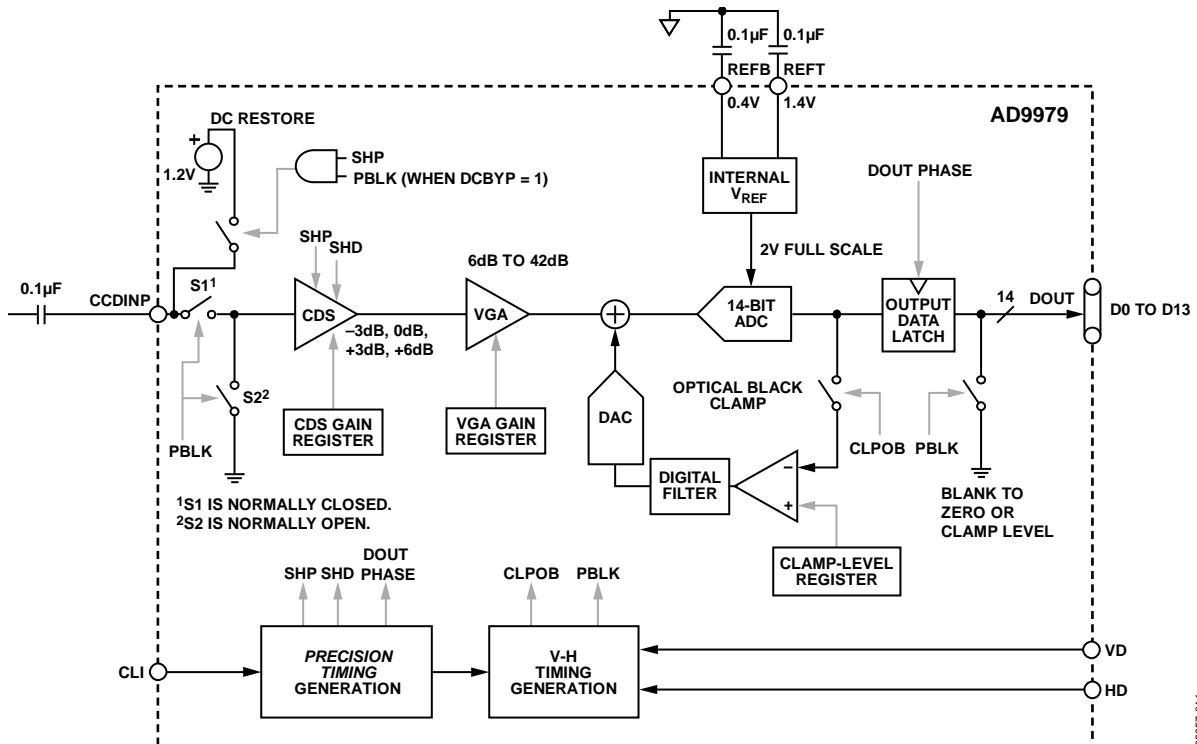 0.1µF
0.1µF
REFB
REFT
0.4V
1.4V
AD9979
DC RESTORE
+
1.2V
SHP
PBLK (WHEN DCBYP = 1)
INTERNAL
VREF
DOUT PHASE
2V FULL SCALE
SHP
SHD
6dB TO 42dB
0.1µF
CCDINP
S1¹
CDS
–3dB, 0dB,
+3dB, +6dB
VGA
+
14-BIT
ADC
OUTPUT
DATA
LATCH
14
DOUT
D0 TO D13
S2²
PBLK
CDS GAIN
REGISTER
VGA GAIN
REGISTER
DAC
OPTICAL BLACK
CLAMP
CLPOB
PBLK
DIGITAL
FILTER
–
+
BLANK TO
ZERO OR
CLAMP LEVEL
¹S1 IS NORMALLY CLOSED.
²S2 IS NORMALLY OPEN.
CLAMP-LEVEL
REGISTER
SHP
SHD
DOUT
PHASE
CLPOB
PBLK
CLI
PRECISION
TIMING
GENERATION
V-H
TIMING
GENERATION
VD
HD